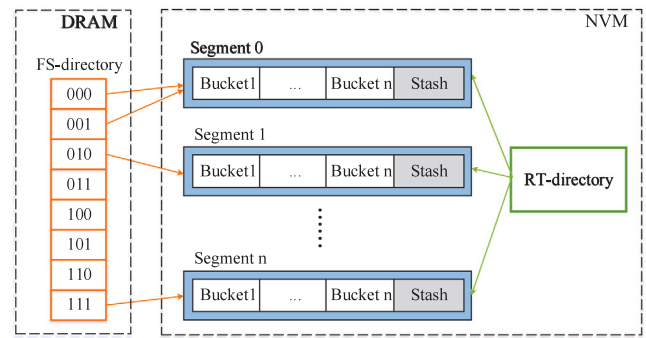 DRAM
NVM
FS-directory
000
001
010
011
100
101
110
111
Segment 0
Bucket1 ... Bucket n Stash
Segment 1
Bucket1 ... Bucket n Stash
Segment n
Bucket1 ... Bucket n Stash
RT-directory